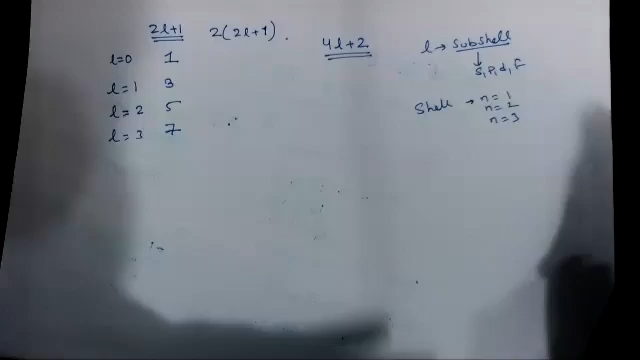 2l+1 2(2l+1).
4l+2
l=0 1
l=1 3
l=2 5
l=3 7
l → subshell
↓
s, p, d, f
Shell → n=1
n=2
n=3